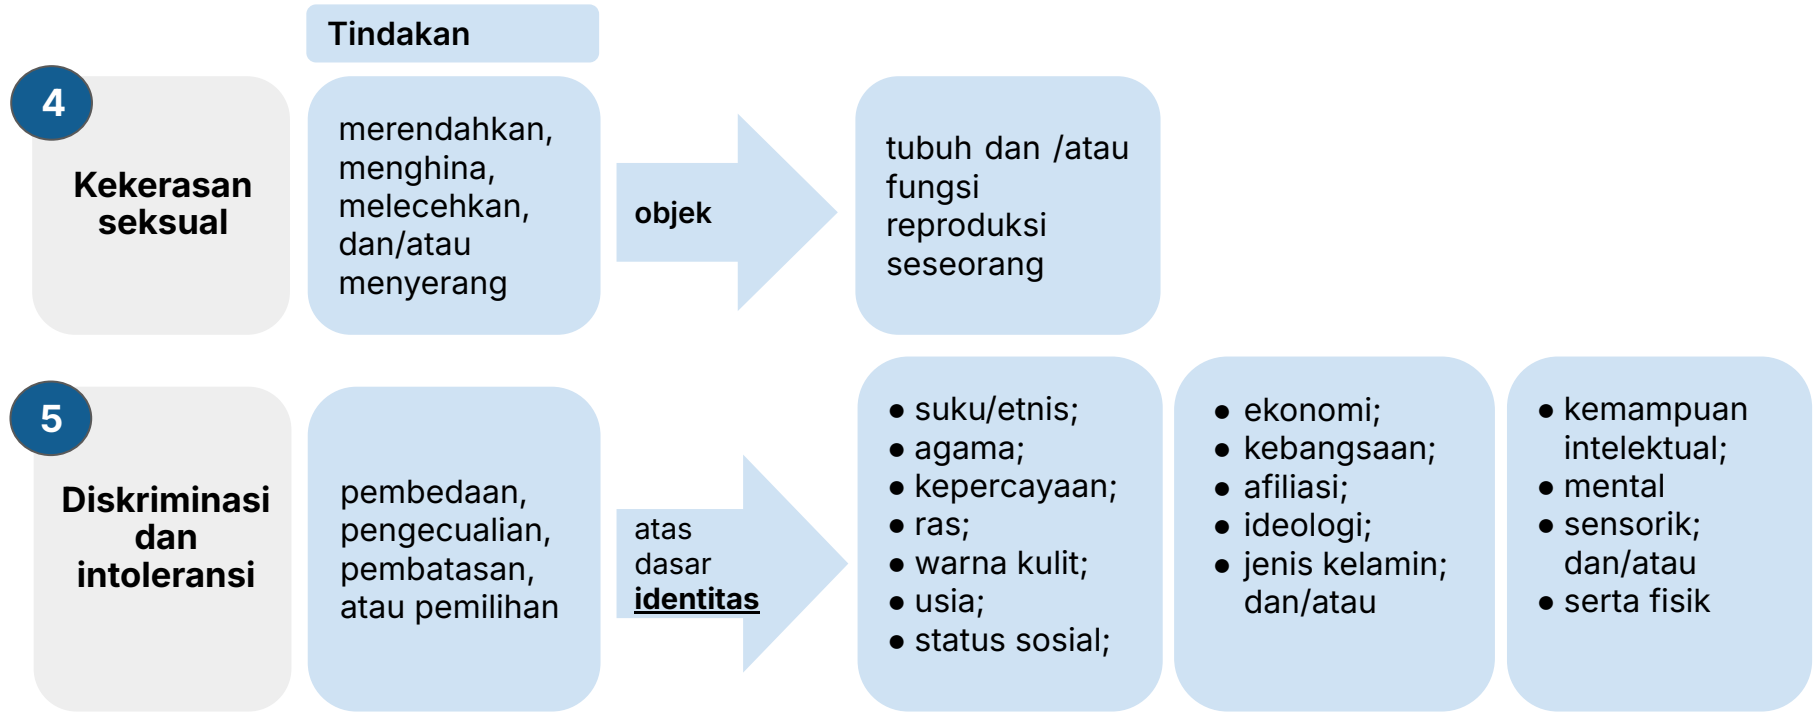 Tindakan
4
Kekerasan
seksual
merendahkan,
menghina,
melecehkan,
dan/atau
menyerang
objek
tubuh dan /atau
fungsi
reproduksi
seseorang
5
Diskriminasi
dan
intoleransi
pembedaan,
pengecualian,
pembatasan,
atau pemilihan
atas
dasar
identitas
● suku/etnis;
● agama;
● kepercayaan;
● ras;
● warna kulit;
● usia;
● status sosial;
● ekonomi;
● kebangsaan;
● afiliasi;
● ideologi;
● jenis kelamin;
dan/atau
● kemampuan
intelektual;
● mental
● sensorik;
dan/atau
● serta fisik